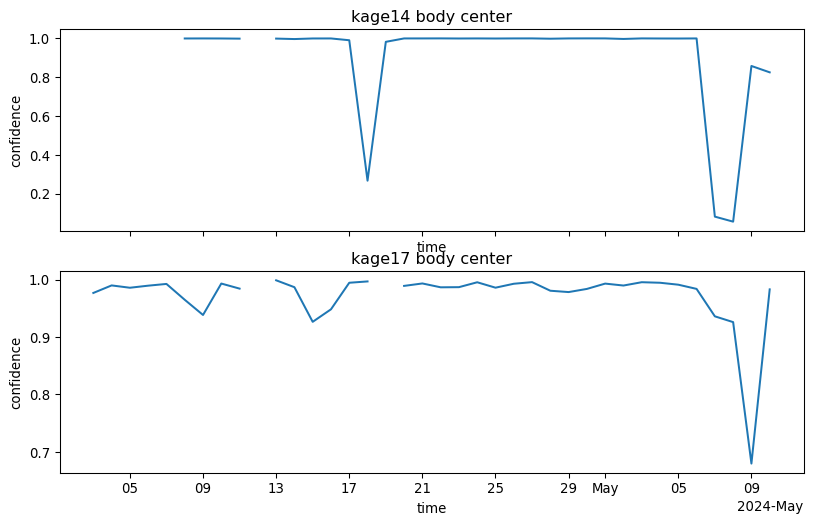 kage14 body center
1.0
0.8
0.6
0.4
0.2
confidence
time
kage17 body center
1.0
0.9
0.8
0.7
confidence
05 09 13 17 21 25 29 May 05 09
2024-May
time